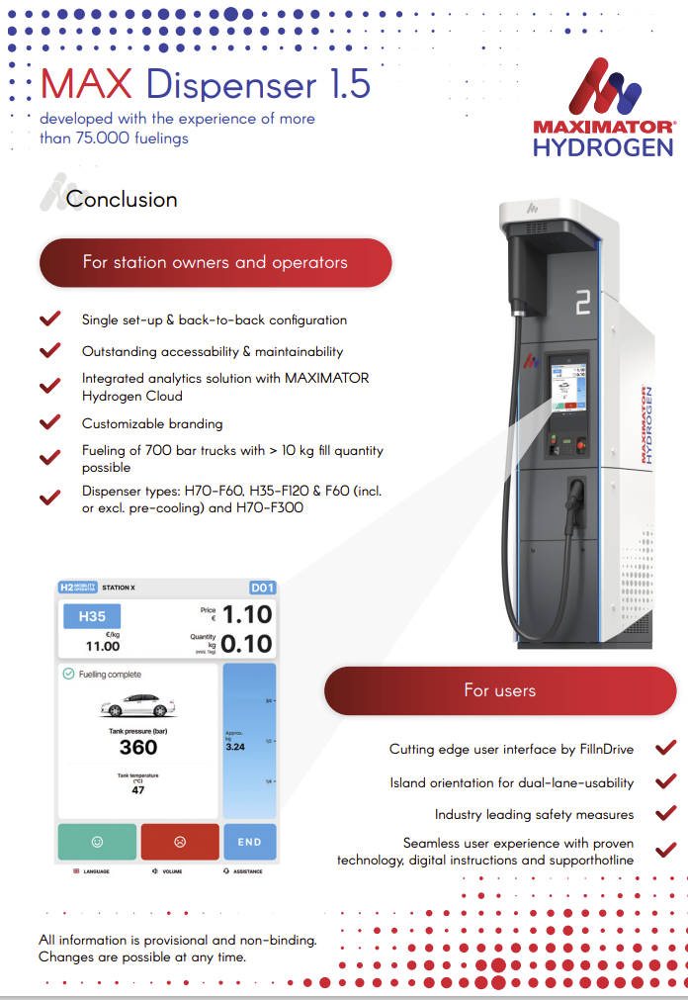 MAX Dispenser 1.5
developed with the experience of more
than 75.000 fuelings
MAXIMATOR®
HYDROGEN
Conclusion
For station owners and operators
Single set-up & back-to-back configuration
Outstanding accessability & maintainability
Integrated analytics solution with MAXIMATOR
Hydrogen Cloud
Customizable branding
Fueling of 700 bar trucks with > 10 kg fill quantity
possible
Dispenser types: H70-F60, H35-F120 & F60 (incl.
or excl. pre-cooling) and H70-F300
2
1.10
0.10
MAXIMATOR
HYDROGEN
H2 MOBILITY
OPERATOR
STATION X
D01
H35
€/kg
11.00
Price
€
1.10
Quantity
kg
(mini. 1kg)
0.10
Fuelling complete
Tank pressure (bar)
360
Tank temperature
(°C)
47
3/4
1/2
1/4
Approx.
kg
3.24
END
LANGUAGE
VOLUME
ASSISTANCE
For users
Cutting edge user interface by FillnDrive
Island orientation for dual-lane-usability
Industry leading safety measures
Seamless user experience with proven
technology, digital instructions and supporthotline
All information is provisional and non-binding.
Changes are possible at any time.